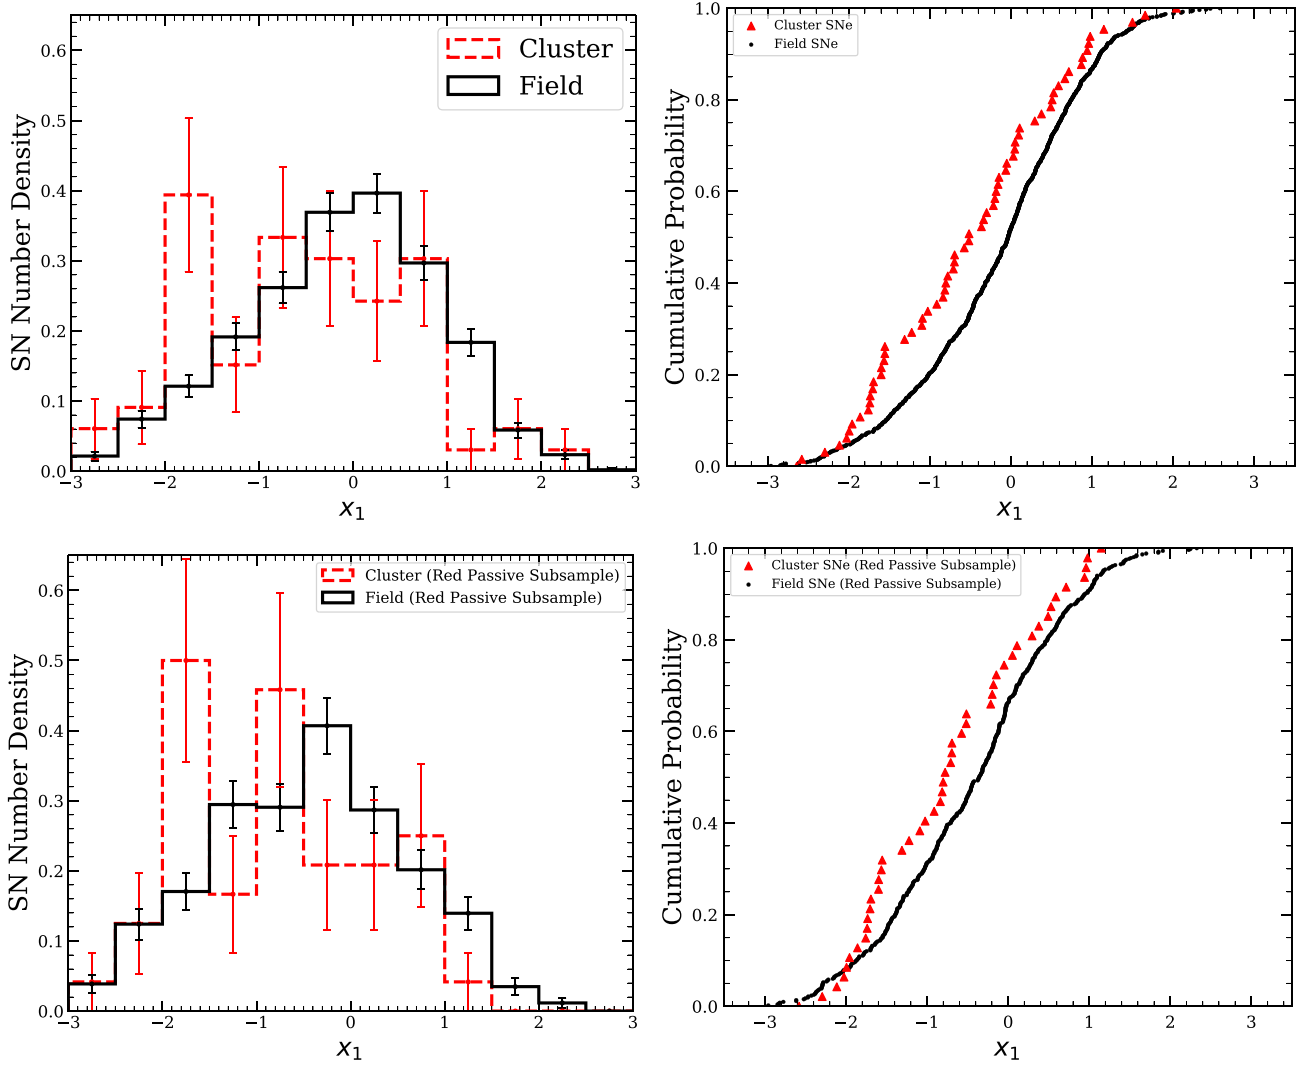 Cluster
Field
SN Number Density
0.0
0.1
0.2
0.3
0.4
0.5
0.6
−3 −2 −1 0 1 2 3
x₁
Cluster SNe
Field SNe
Cumulative Probability
0.0
0.2
0.4
0.6
0.8
1.0
−3 −2 −1 0 1 2 3
x₁
Cluster (Red Passive Subsample)
Field (Red Passive Subsample)
SN Number Density
0.0
0.1
0.2
0.3
0.4
0.5
0.6
−3 −2 −1 0 1 2 3
x₁
Cluster SNe (Red Passive Subsample)
Field SNe (Red Passive Subsample)
Cumulative Probability
0.0
0.2
0.4
0.6
0.8
1.0
−3 −2 −1 0 1 2 3
x₁